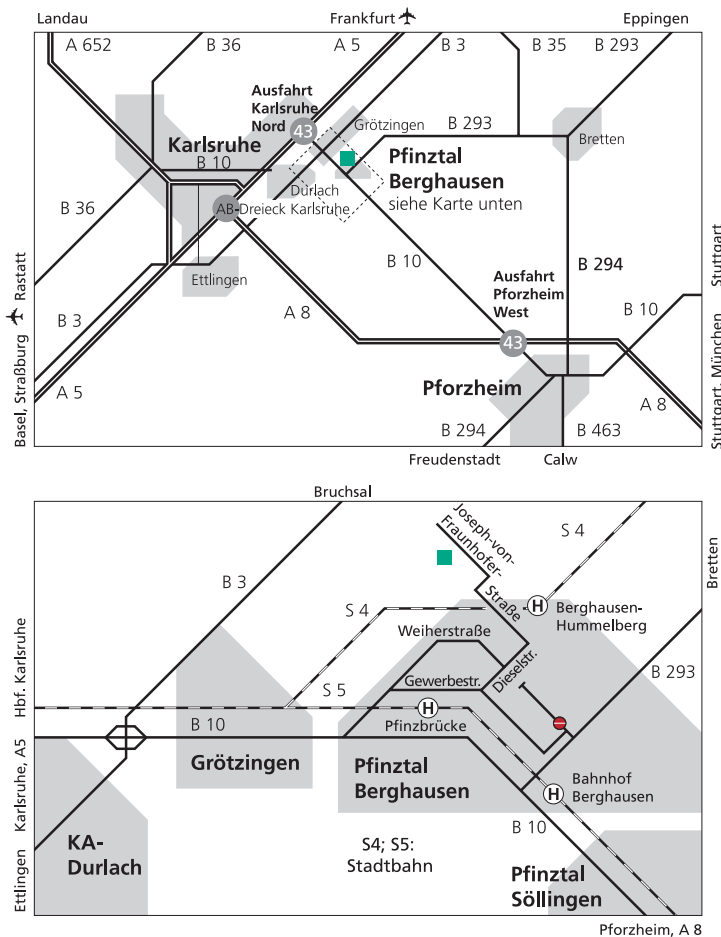 Landau
Frankfurt
Eppingen
A 652
B 36
A 5
B 3
B 35
B 293
Ausfahrt
Karlsruhe
Nord
43
Grötzingen
B 293
Karlsruhe
B 10
Pfinztal
Berghausen
siehe Karte unten
Bretten
Durlach
AB-Dreieck Karlsruhe
B 36
Ettlingen
B 10
B 294
Ausfahrt
Pforzheim
West
43
B 10
B 3
A 8
A 5
Pforzheim
A 8
B 294
B 463
Freudenstadt
Calw
Basel, Straßburg
Rastatt
Stuttgart, München
Stuttgart
Bruchsal
Joseph-von-
Fraunhofer-
Straße
S 4
B 3
S 4
Weiherstraße
Berghausen-
Hummelberg
H
Dieselstr.
B 293
Gewerbestr.
S 5
H
B 10
Pfinzbrücke
Grötzingen
Pfinztal
Berghausen
H
Bahnhof
Berghausen
B 10
KA-
Durlach
S4; S5:
Stadtbahn
Pfinztal
Söllingen
Ettlingen
Karlsruhe, A5
Hbf. Karlsruhe
Bretten
Pforzheim, A 8